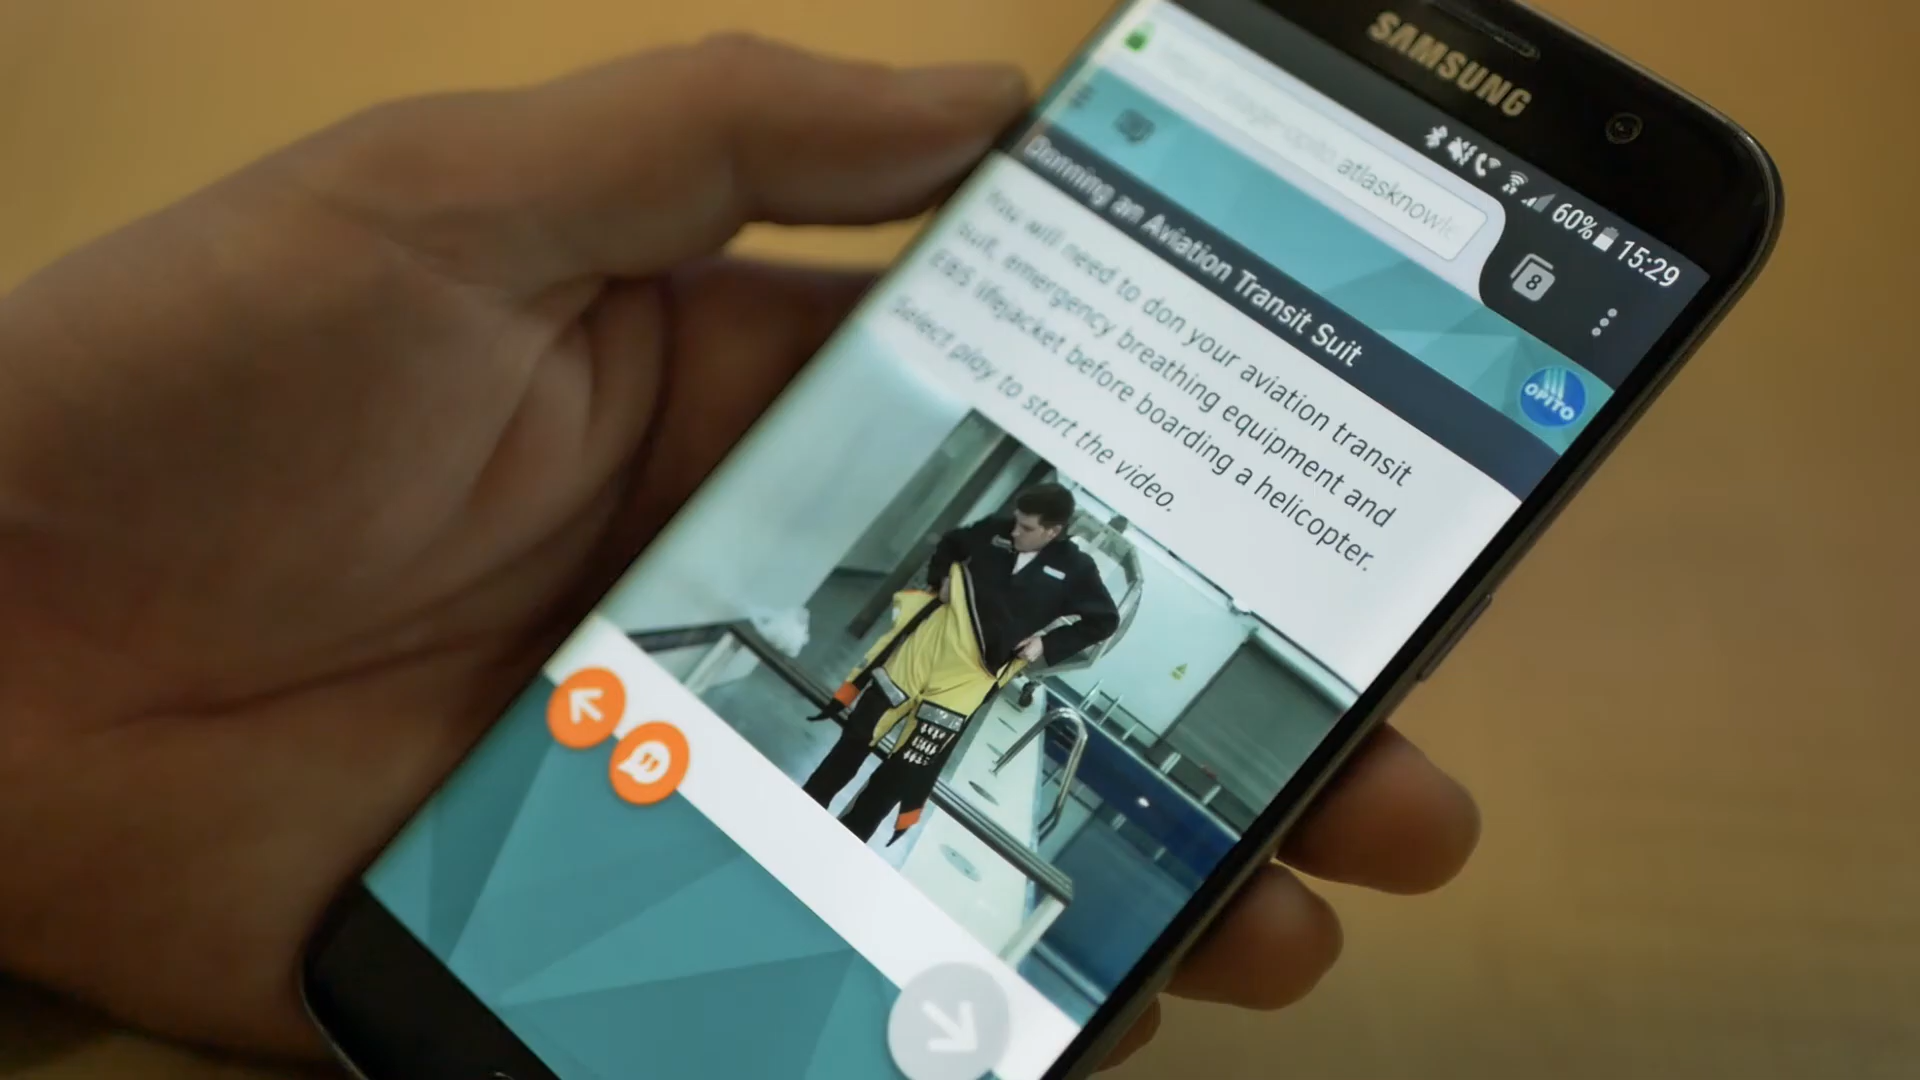 SAMSUNG
60% 15:29
atlasknowle
8
OPITO
Donning an Aviation Transit Suit
You will need to don your aviation transit
suit, emergency breathing equipment and
EBS lifejacket before boarding a helicopter.
Select play to start the video.